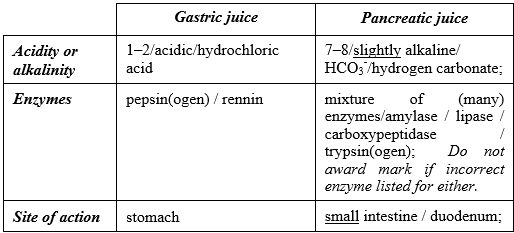 Gastric juice
Pancreatic juice
Acidity or
alkalinity
1–2/acidic/hydrochloric
acid
7–8/slightly alkaline/
HCO₃⁻/hydrogen carbonate;
Enzymes
pepsin(ogen) / rennin
mixture of (many)
enzymes/amylase / lipase /
carboxypeptidase /
trypsin(ogen); Do not
award mark if incorrect
enzyme listed for either.
Site of action
stomach
small intestine / duodenum;